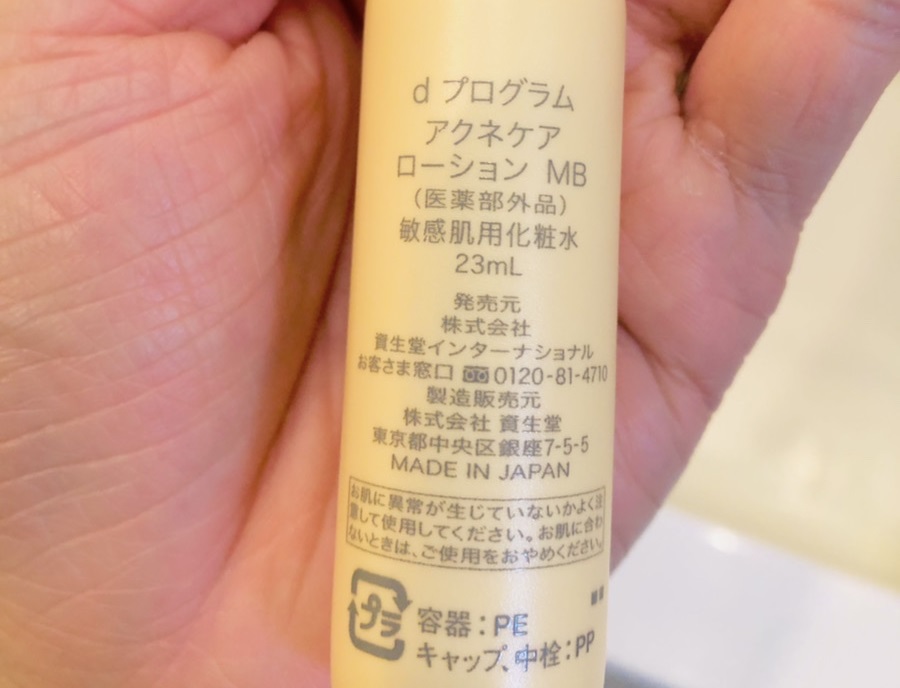 d プログラム
アクネケア
ローション MB
(医薬部外品)
敏感肌用化粧水
23mL
発売元
株式会社
資生堂インターナショナル
お客さま窓口 0120-81-4710
製造販売元
株式会社 資生堂
東京都中央区銀座7-5-5
MADE IN JAPAN
お肌に異常が生じていないかよく注
意して使用してください。お肌に合わ
ないときは、ご使用をおやめください。
プラ
容器:PE
キャップ、中栓:PP